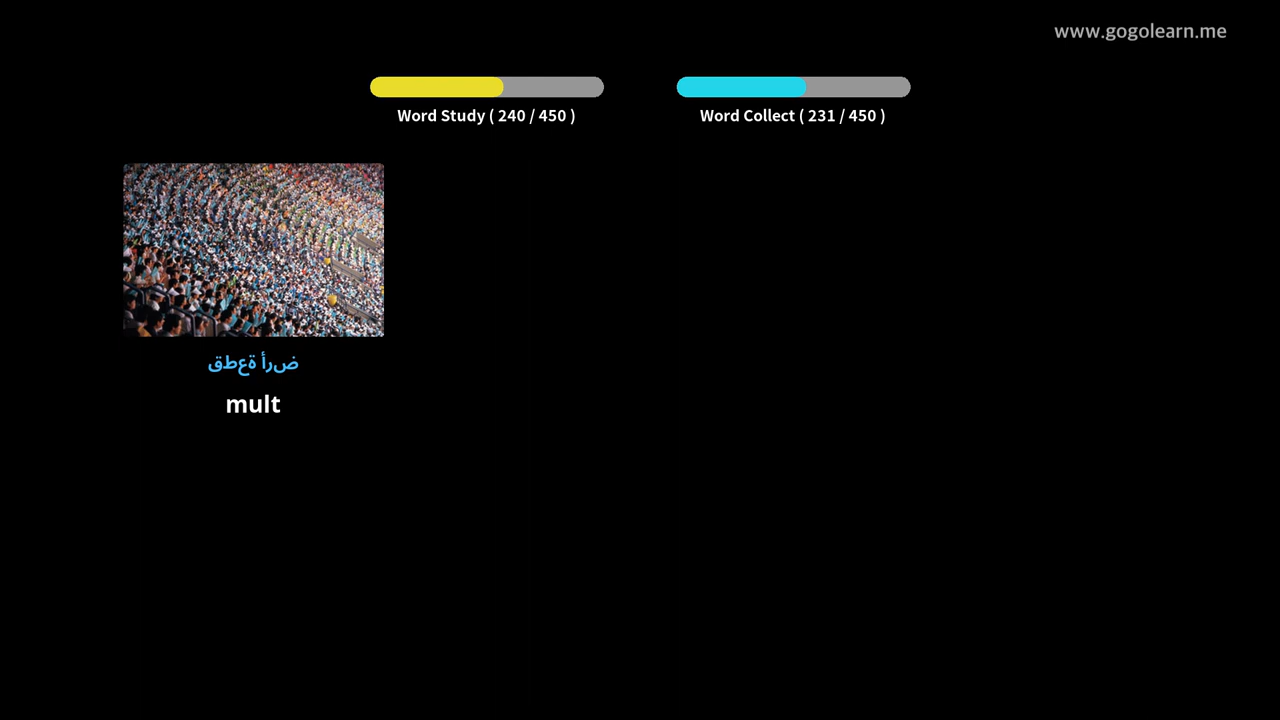 www.gogolearn.me
Word Study ( 240 / 450 )
Word Collect ( 231 / 450 )
ضرأ ةعطق
mult